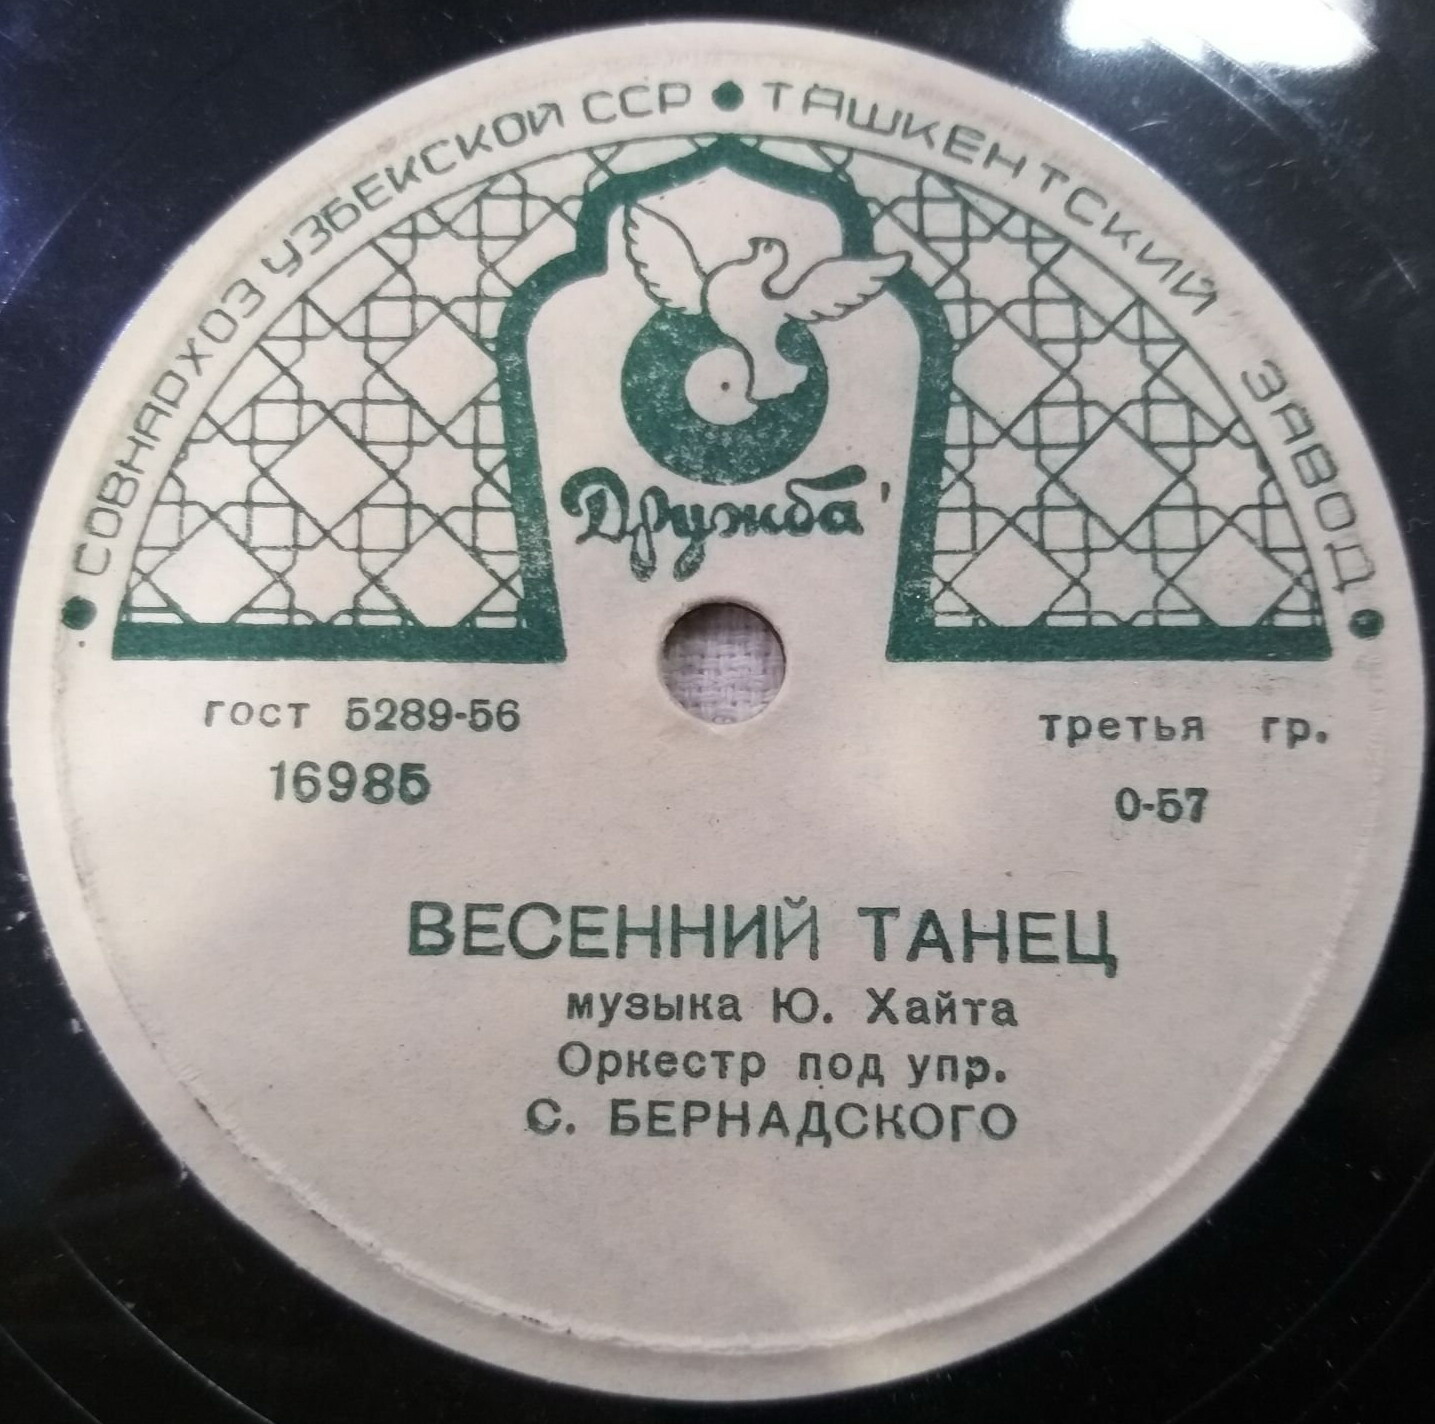 • СОВНАРХОЗ УЗБЕКСКОЙ ССР • ТАШКЕНТСКИЙ ЗАВОД •
Дружба
гост 5289-56
третья гр.
16985
0-57
ВЕСЕННИЙ ТАНЕЦ
музыка Ю. Хайта
Оркестр под упр.
С. БЕРНАДСКОГО